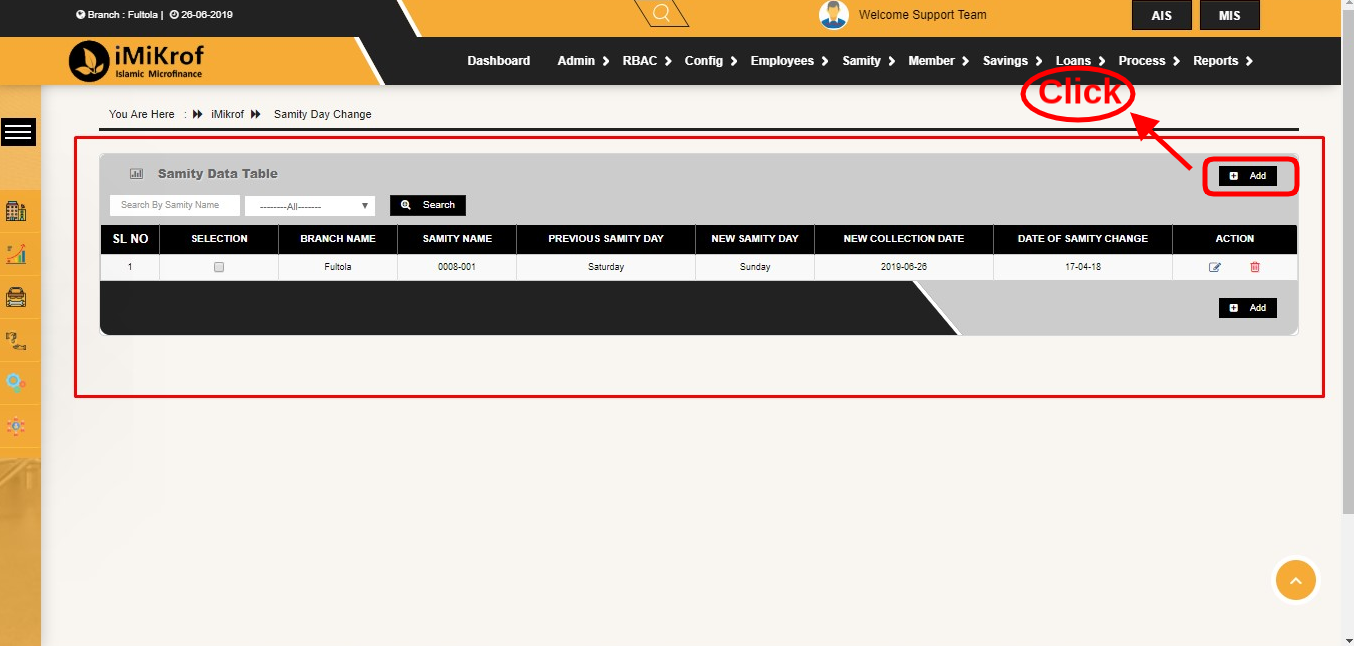 Branch : Fultola | 26-06-2019
Welcome Support Team
AIS
MIS
iMiKrof
Islamic Microfinance
Dashboard Admin RBAC Config Employees Samity Member Savings Loans Process Reports
Click
You Are Here : iMikrof Samity Day Change
Samity Data Table
Add
Search By Samity Name
--------All-------
Search
SL NO SELECTION BRANCH NAME SAMITY NAME PREVIOUS SAMITY DAY NEW SAMITY DAY NEW COLLECTION DATE DATE OF SAMITY CHANGE ACTION
1 Fultola 0008-001 Saturday Sunday 2019-06-26 17-04-18
Add